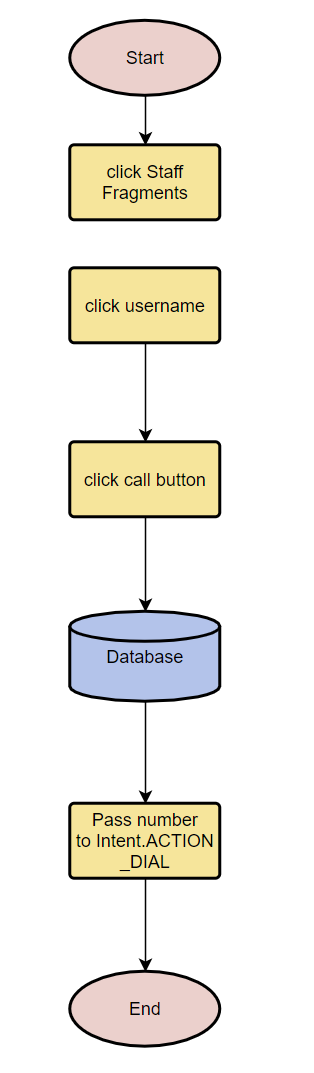 Start
click Staff
Fragments
click username
click call button
Database
Pass number
to Intent.ACTION
_DIAL
End